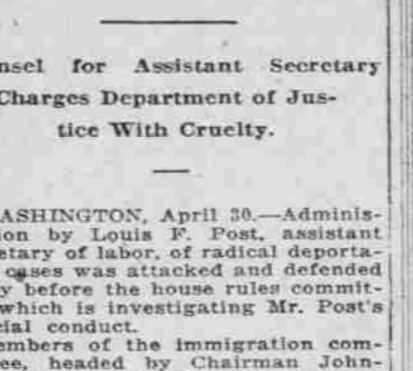 nsel for Assistant Secretary
Charges Department of Jus-
tice With Cruelty.
ASHINGTON, April 30.—Adminis-
ion by Louis F. Post, assistant
etary of labor, of radical deporta-
cases was attacked and defended
y before the house rules commit-
which is investigating Mr. Post's
cial conduct.
embers of the immigration com-
ee, headed by Chairman John-